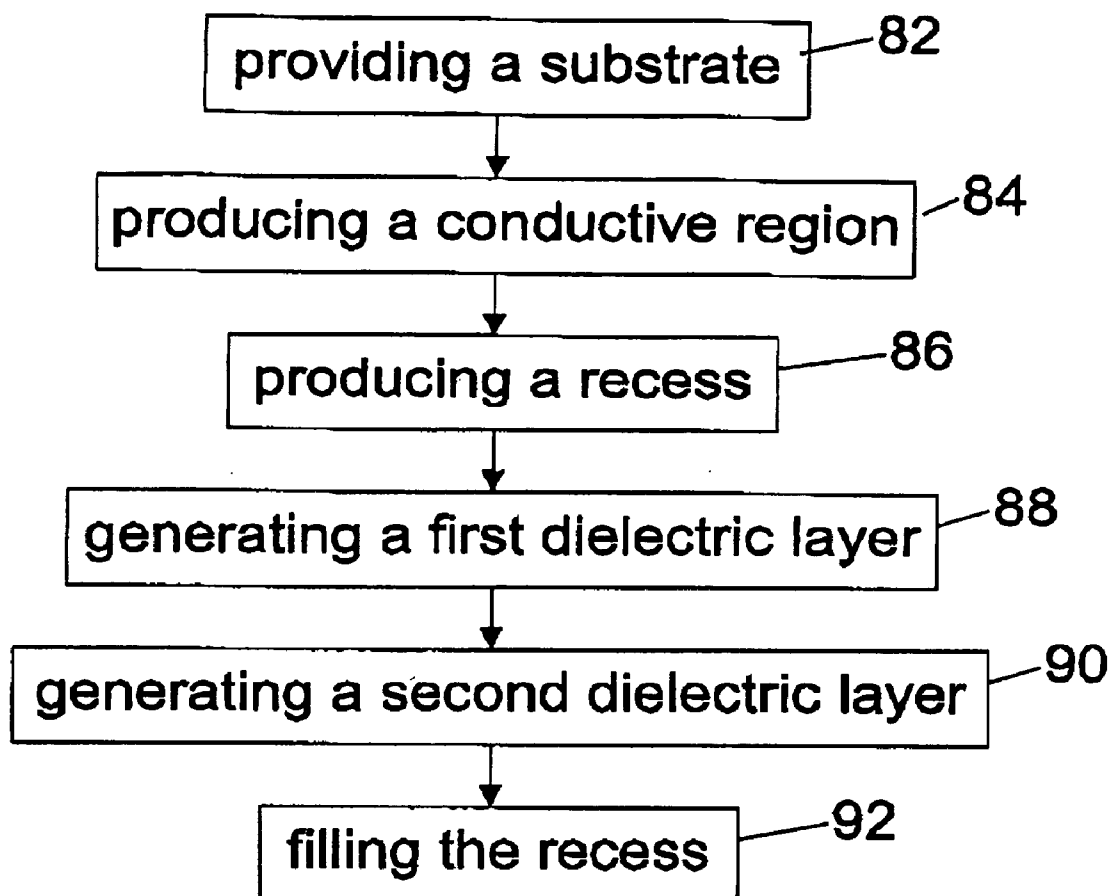 providing a substrate 82
producing a conductive region 84
producing a recess 86
generating a first dielectric layer 88
generating a second dielectric layer 90
filling the recess 92